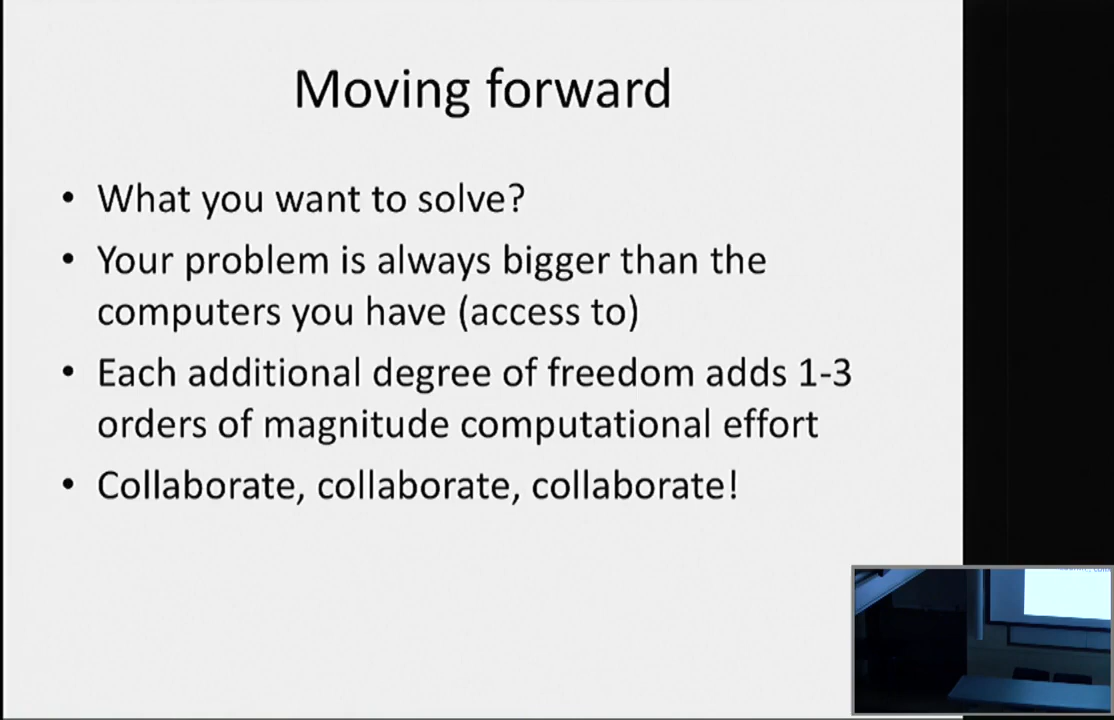 Moving forward
• What you want to solve?
• Your problem is always bigger than the
computers you have (access to)
• Each additional degree of freedom adds 1-3
orders of magnitude computational effort
• Collaborate, collaborate, collaborate!